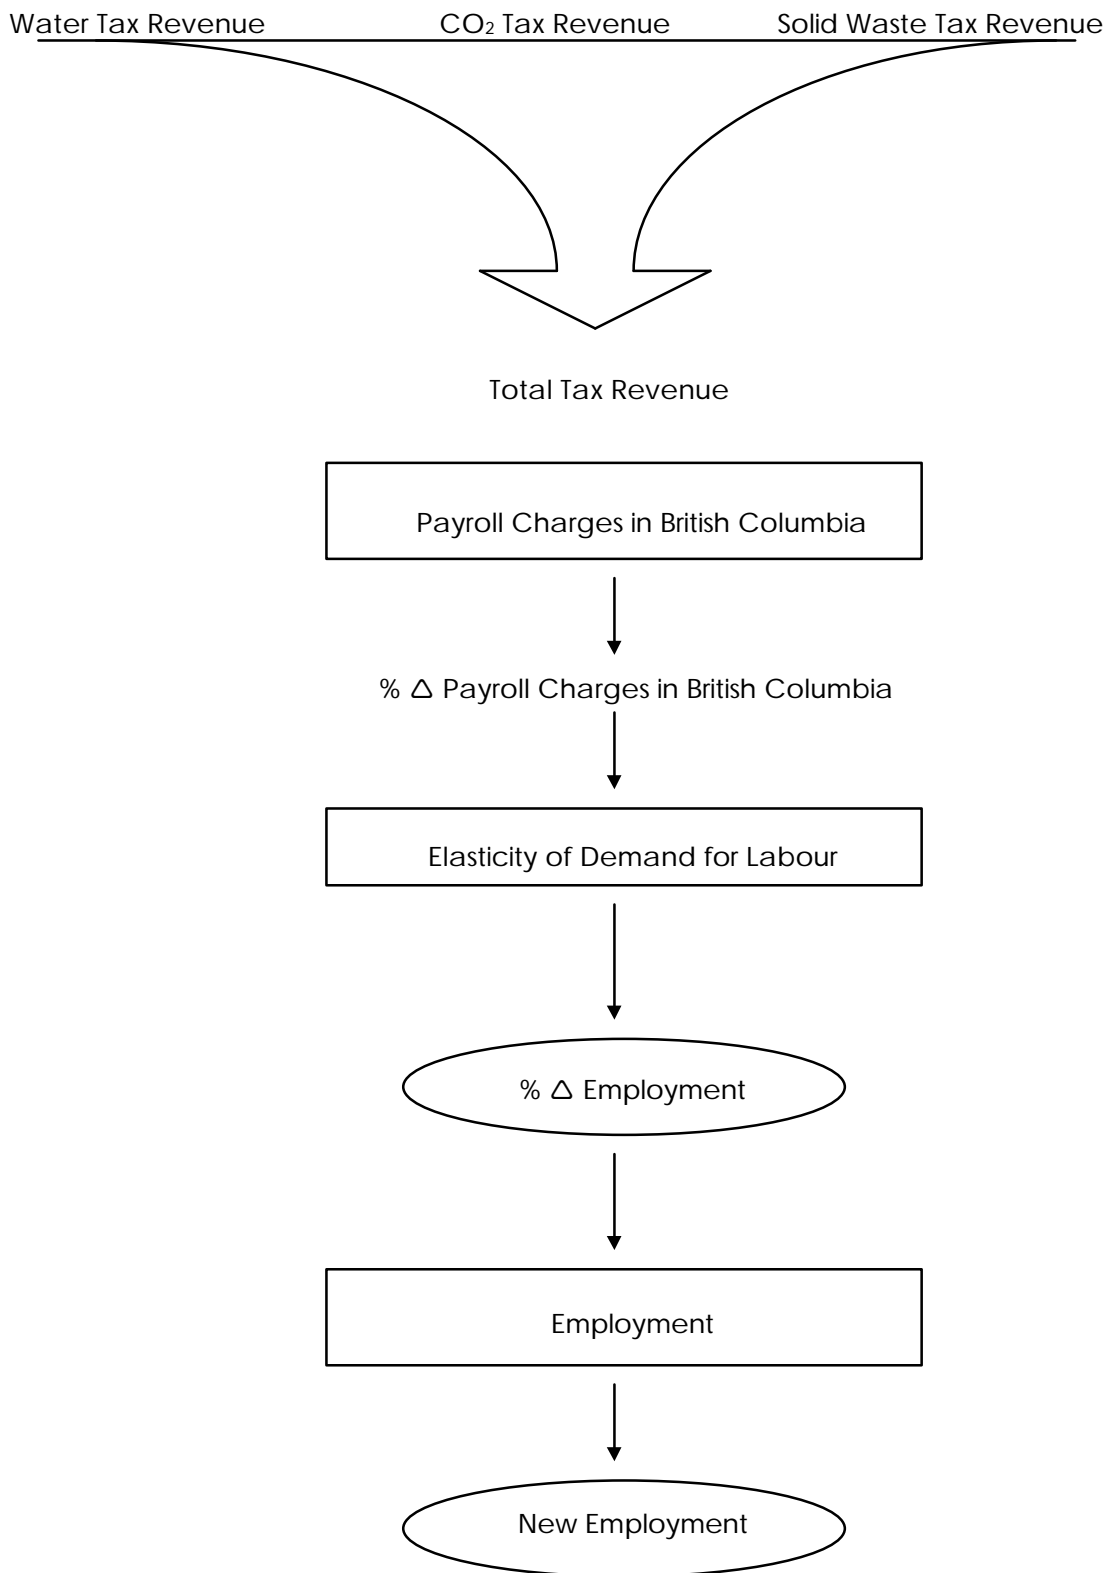 Water Tax Revenue CO₂ Tax Revenue Solid Waste Tax Revenue
Total Tax Revenue
Payroll Charges in British Columbia
% △ Payroll Charges in British Columbia
Elasticity of Demand for Labour
% △ Employment
Employment
New Employment